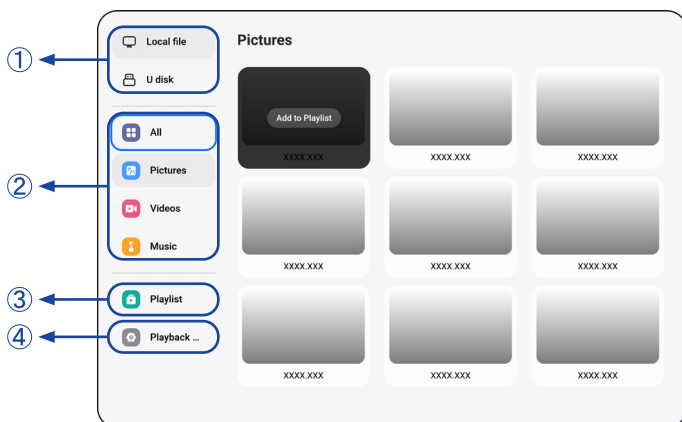 ①
Local file
U disk
②
All
Pictures
Videos
Music
③
Playlist
④
Playback ...
Pictures
Add to Playlist
XXXX.XXX
XXXX.XXX
XXXX.XXX
XXXX.XXX
XXXX.XXX
XXXX.XXX
XXXX.XXX
XXXX.XXX
XXXX.XXX